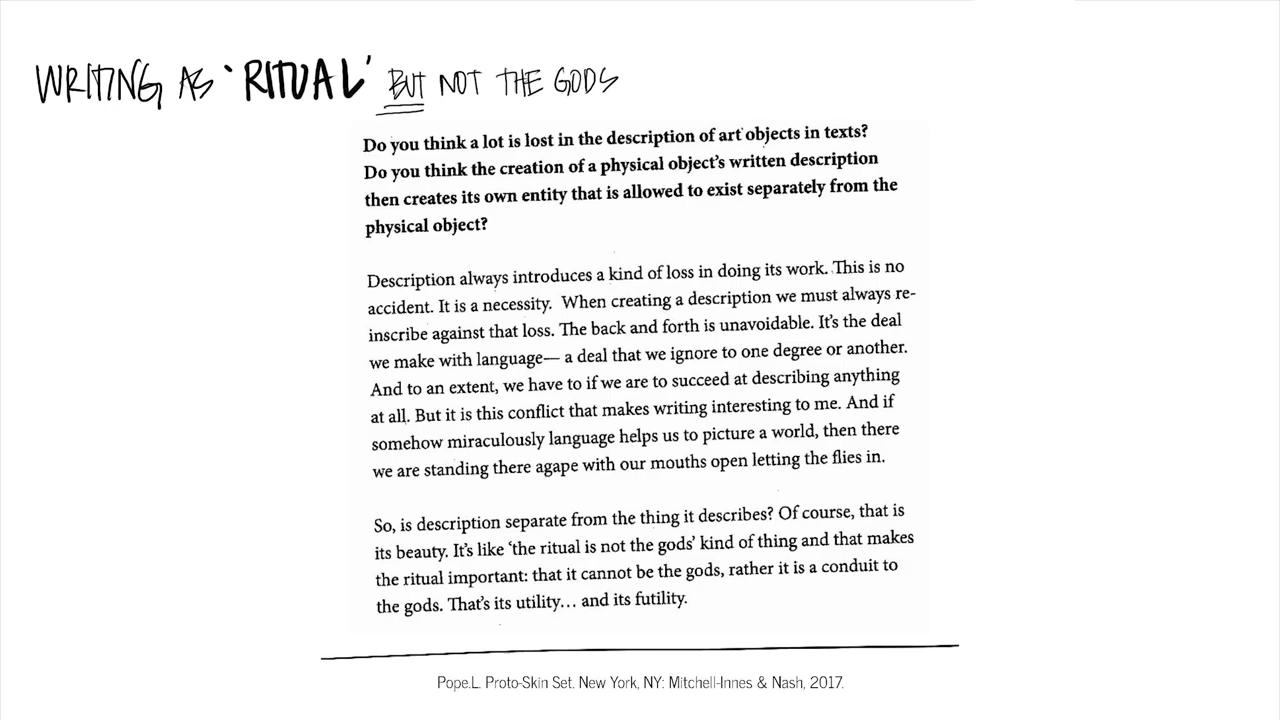 WRITING AS 'RITUAL' BUT NOT THE GODS
Do you think a lot is lost in the description of art objects in texts?
Do you think the creation of a physical object's written description
then creates its own entity that is allowed to exist separately from the
physical object?
Description always introduces a kind of loss in doing its work. This is no
accident. It is a necessity. When creating a description we must always re-
inscribe against that loss. The back and forth is unavoidable. It's the deal
we make with language— a deal that we ignore to one degree or another.
And to an extent, we have to if we are to succeed at describing anything
at all. But it is this conflict that makes writing interesting to me. And if
somehow miraculously language helps us to picture a world, then there
we are standing there agape with our mouths open letting the flies in.
So, is description separate from the thing it describes? Of course, that is
its beauty. It's like 'the ritual is not the gods' kind of thing and that makes
the ritual important: that it cannot be the gods, rather it is a conduit to
the gods. That's its utility... and its futility.
Pope.L. Proto-Skin Set. New York, NY: Mitchell-Innes & Nash, 2017.